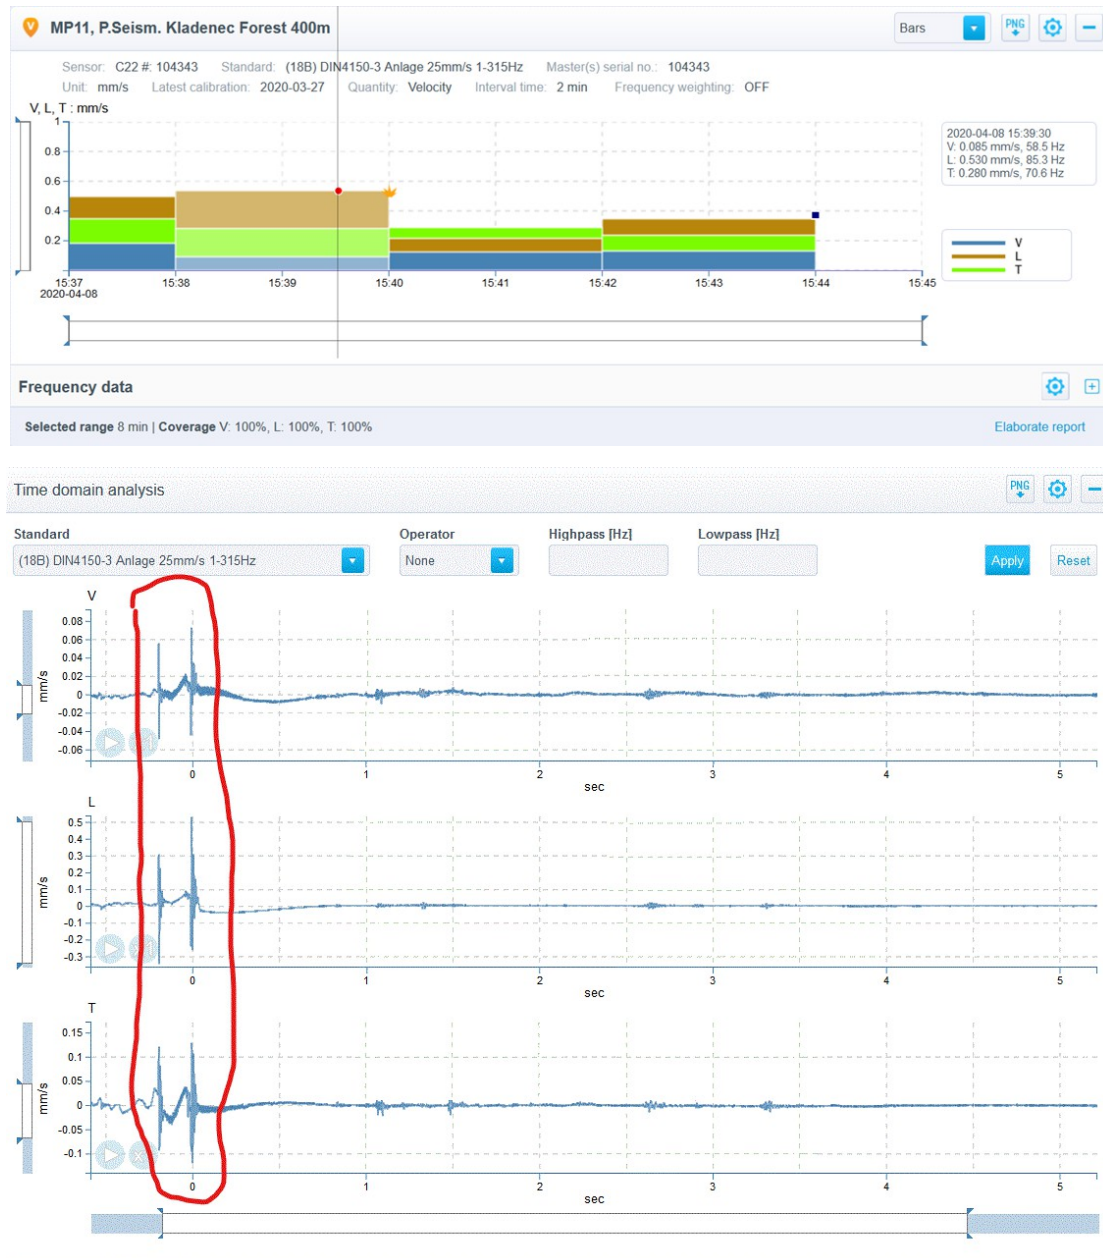 V
MP11, P.Seism. Kladenec Forest 400m
Bars
PNG
Sensor: C22 #: 104343 Standard: (18B) DIN4150-3 Anlage 25mm/s 1-315Hz Master(s) serial no.: 104343
Unit: mm/s Latest calibration: 2020-03-27 Quantity: Velocity Interval time: 2 min Frequency weighting: OFF
V, L, T : mm/s
1
0.8
0.6
0.4
0.2
15:37 15:38 15:39 15:40 15:41 15:42 15:43 15:44 15:45
2020-04-08
2020-04-08 15:39:30
V: 0.085 mm/s, 58.5 Hz
L: 0.530 mm/s, 85.3 Hz
T: 0.280 mm/s, 70.6 Hz
V
L
T
Frequency data
Selected range 8 min | Coverage V: 100%, L: 100%, T: 100%
Elaborate report
Time domain analysis
PNG
Standard Operator Highpass [Hz] Lowpass [Hz]
(18B) DIN4150-3 Anlage 25mm/s 1-315Hz None Apply Reset
V
0.08
0.06
0.04
0.02
0
-0.02
-0.04
-0.06
mm/s
0 1 2 3 4 5
sec
L
0.5
0.4
0.3
0.2
0.1
0
-0.1
-0.2
-0.3
mm/s
0 1 2 3 4 5
sec
T
0.15
0.1
0.05
0
-0.05
-0.1
mm/s
0 1 2 3 4 5
sec